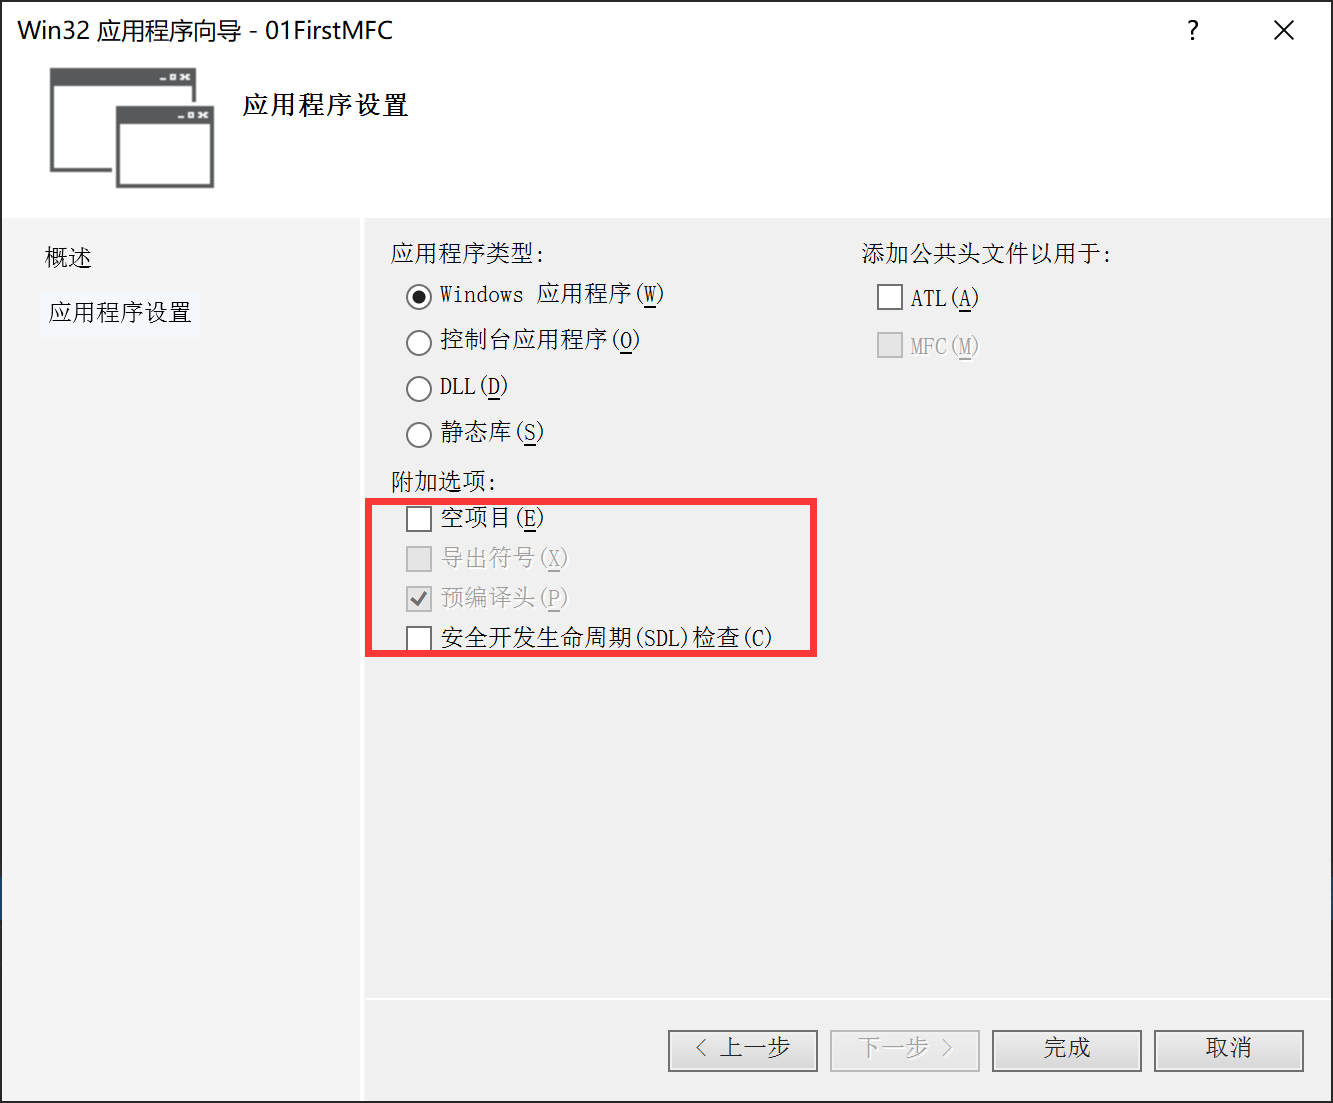 Win32 应用程序向导 - 01FirstMFC
?
应用程序设置
概述
应用程序设置
应用程序类型:
Windows 应用程序(W)
控制台应用程序(O)
DLL(D)
静态库(S)
附加选项:
空项目(E)
导出符号(X)
预编译头(P)
安全开发生命周期(SDL)检查(C)
添加公共头文件以用于:
ATL(A)
MFC(M)
< 上一步
下一步 >
完成
取消